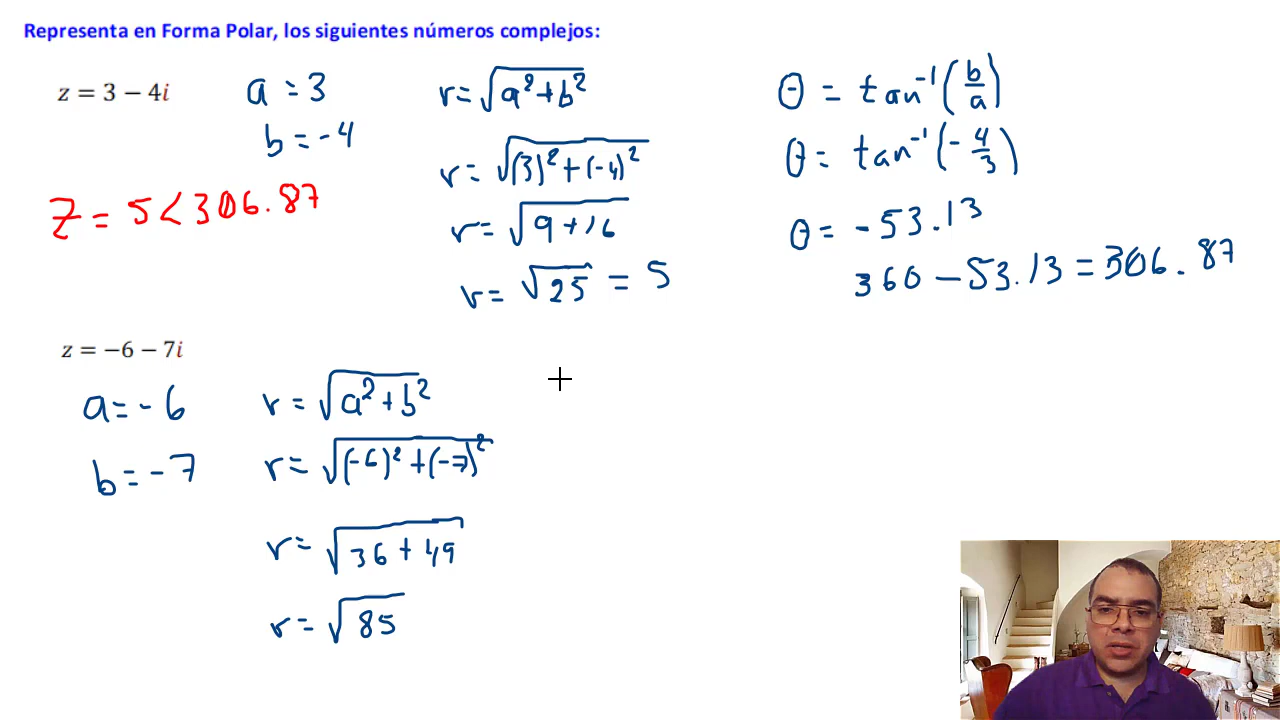 Representa en Forma Polar, los siguientes números complejos:
z = 3 − 4i
a = 3
b = -4
z = 5 < 306.87
r = √a² + b²
r = √(3)² + (-4)²
r = √9 + 16
r = √25 = 5
θ = tan⁻¹(b/a)
θ = tan⁻¹(-4/3)
θ = -53.13
360 - 53.13 = 306.87
z = −6 − 7i
a = -6
b = -7
r = √a² + b²
r = √(-6)² + (-7)²
r = √36 + 49
r = √85